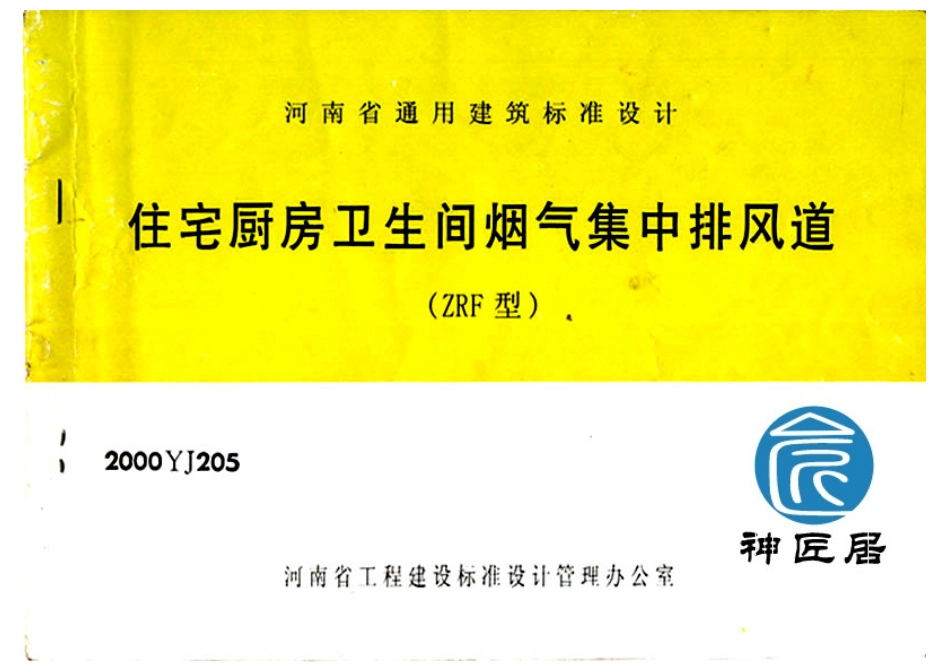 河南省通用建筑标准设计
住宅厨房卫生间烟气集中排风道
(ZRF 型)
2000YJ205
神匠居
河南省工程建设标准设计管理办公室